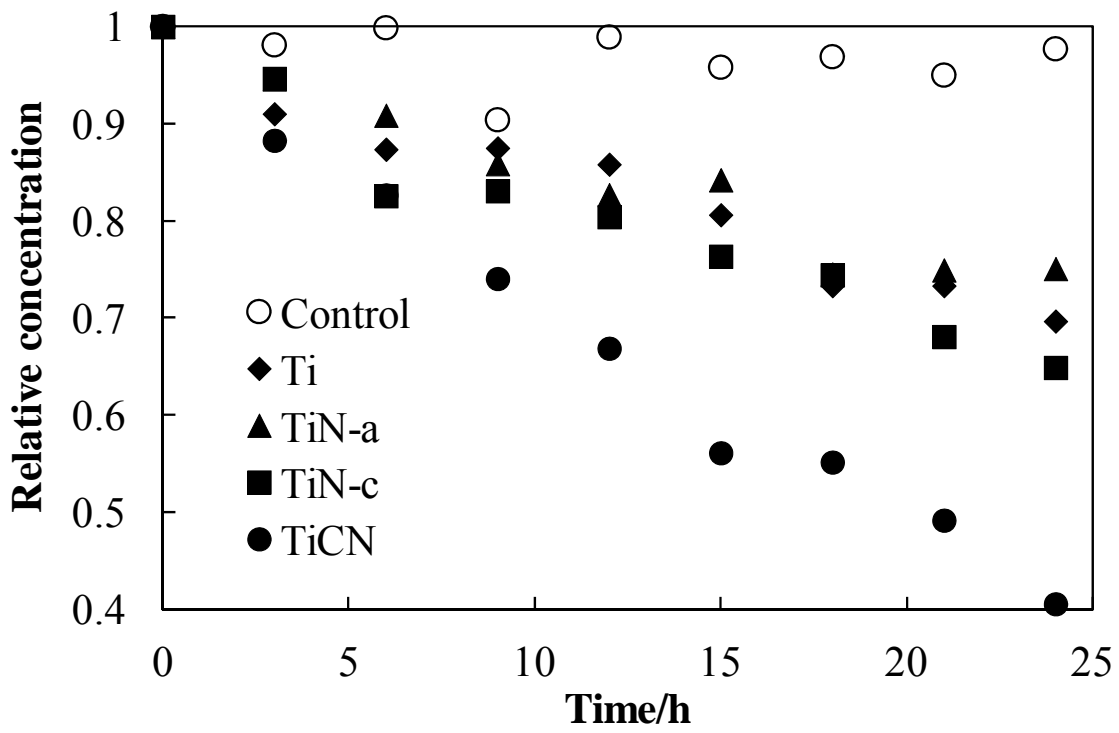 Relative concentration
1
0.9
0.8
0.7
0.6
0.5
0.4
Control
Ti
TiN-a
TiN-c
TiCN
0 5 10 15 20 25
Time/h